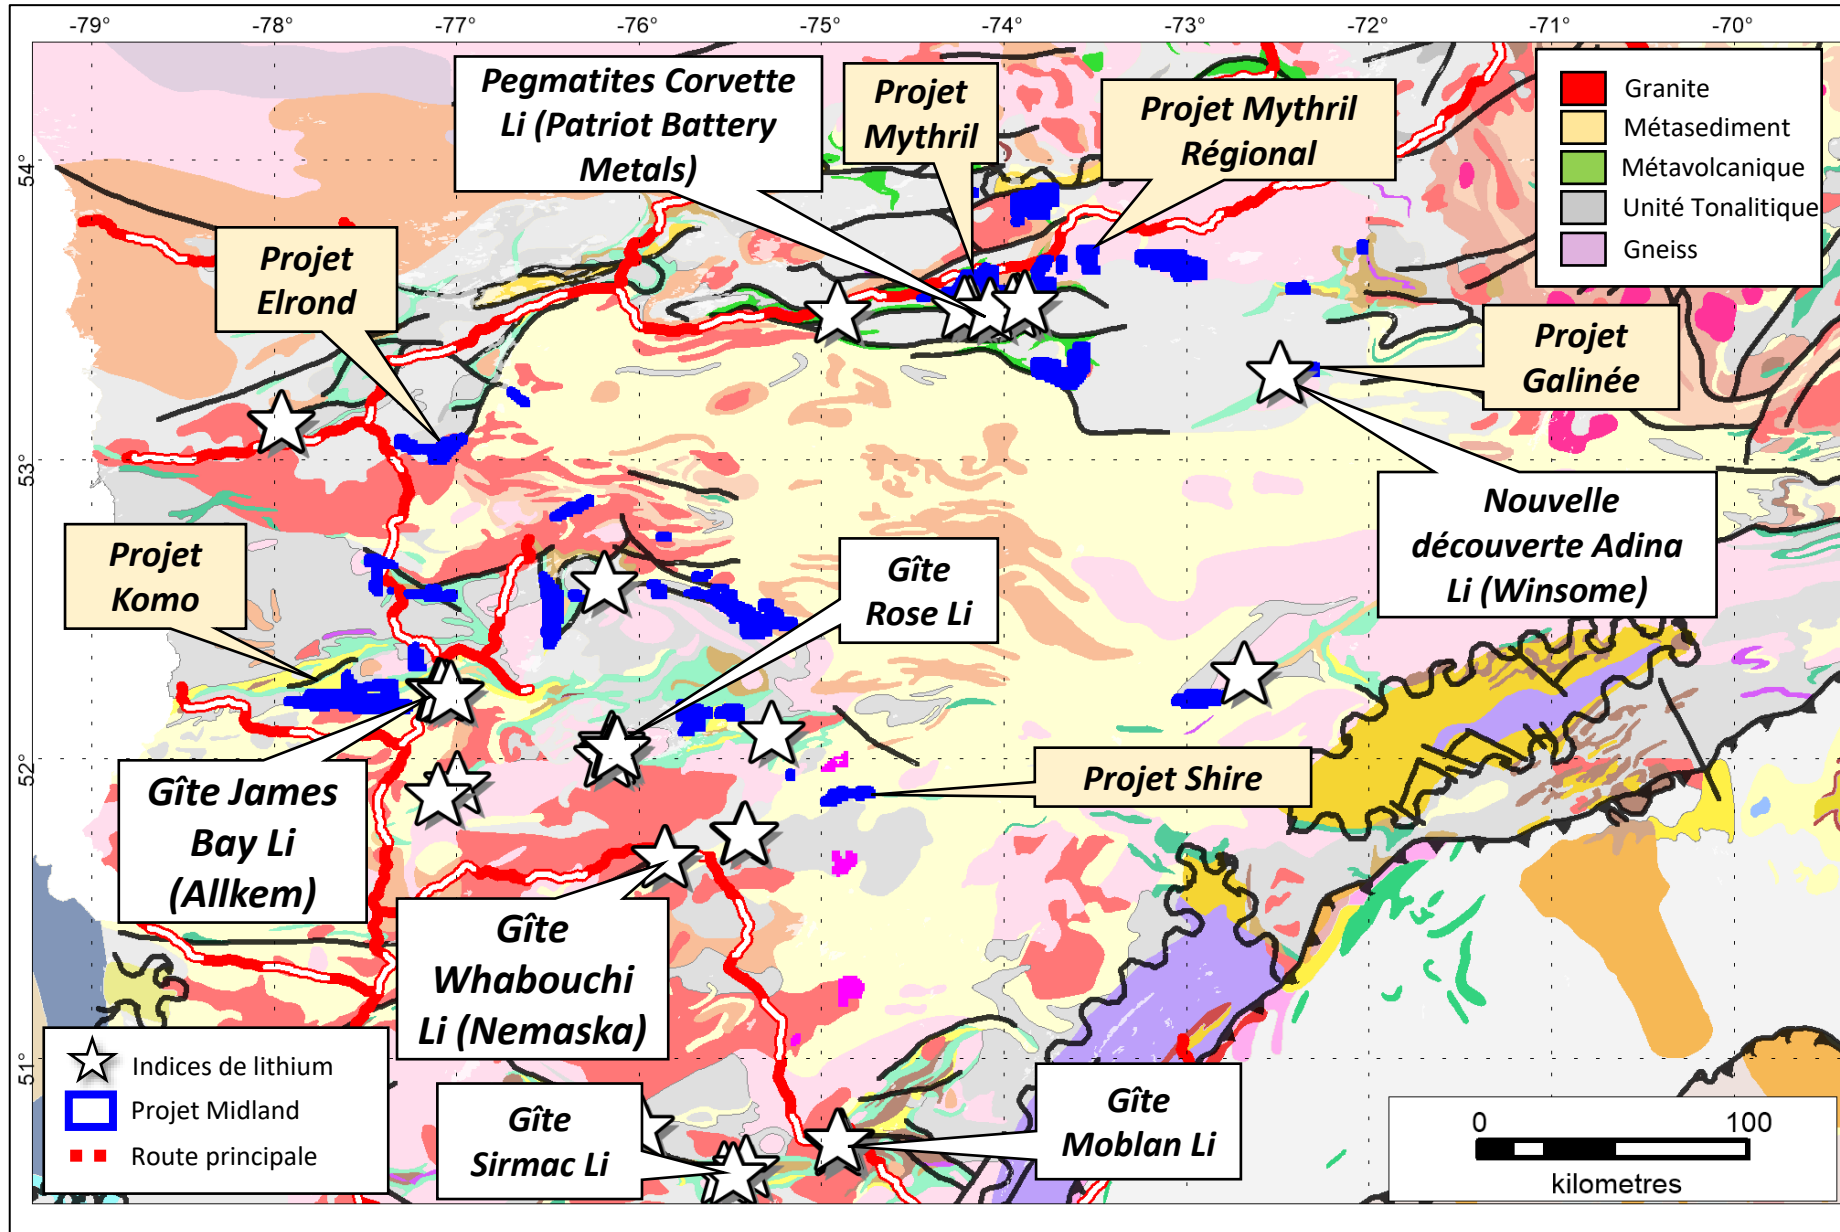 -79°
-78°
-77°
-76°
-75°
-74°
-73°
-72°
-71°
-70°
54°
53°
52°
51°
Pegmatites Corvette
Li (Patriot Battery
Metals)
Projet
Mythril
Projet Mythril
Régional
Granite
Métasediment
Métavolcanique
Unité Tonalitique
Gneiss
Projet
Elrond
Projet
Galinée
Nouvelle
découverte Adina
Li (Winsome)
Projet
Komo
Gîte
Rose Li
Gîte James
Bay Li
(Allkem)
Projet Shire
Gîte
Whabouchi
Li (Nemaska)
Gîte
Sirmac Li
Gîte
Moblan Li
Indices de lithium
Projet Midland
Route principale
0 100
kilometres